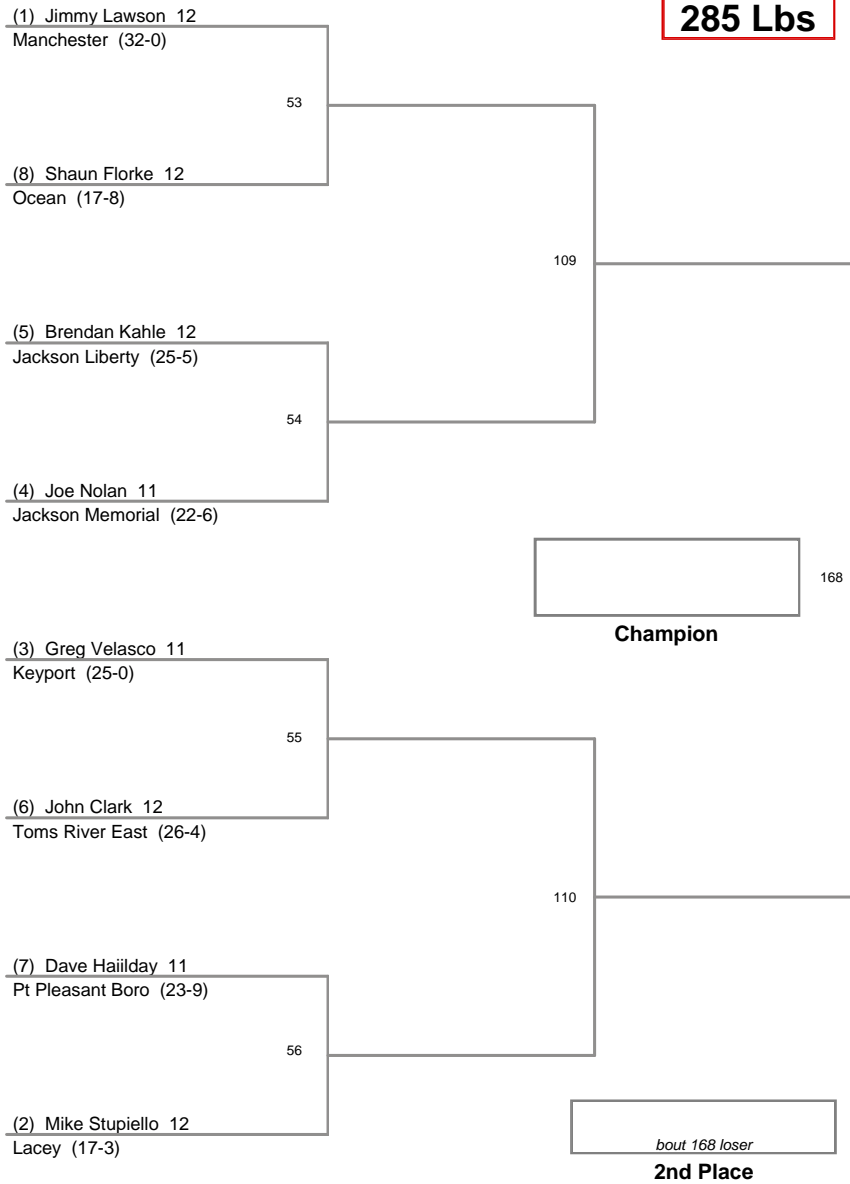 285 Lbs
(1) Jimmy Lawson 12
Manchester (32-0)
53
(8) Shaun Florke 12
Ocean (17-8)
109
(5) Brendan Kahle 12
Jackson Liberty (25-5)
54
(4) Joe Nolan 11
Jackson Memorial (22-6)
168
Champion
(3) Greg Velasco 11
Keyport (25-0)
55
(6) John Clark 12
Toms River East (26-4)
110
(7) Dave Haiilday 11
Pt Pleasant Boro (23-9)
56
(2) Mike Stupiello 12
Lacey (17-3)
bout 168 loser
2nd Place